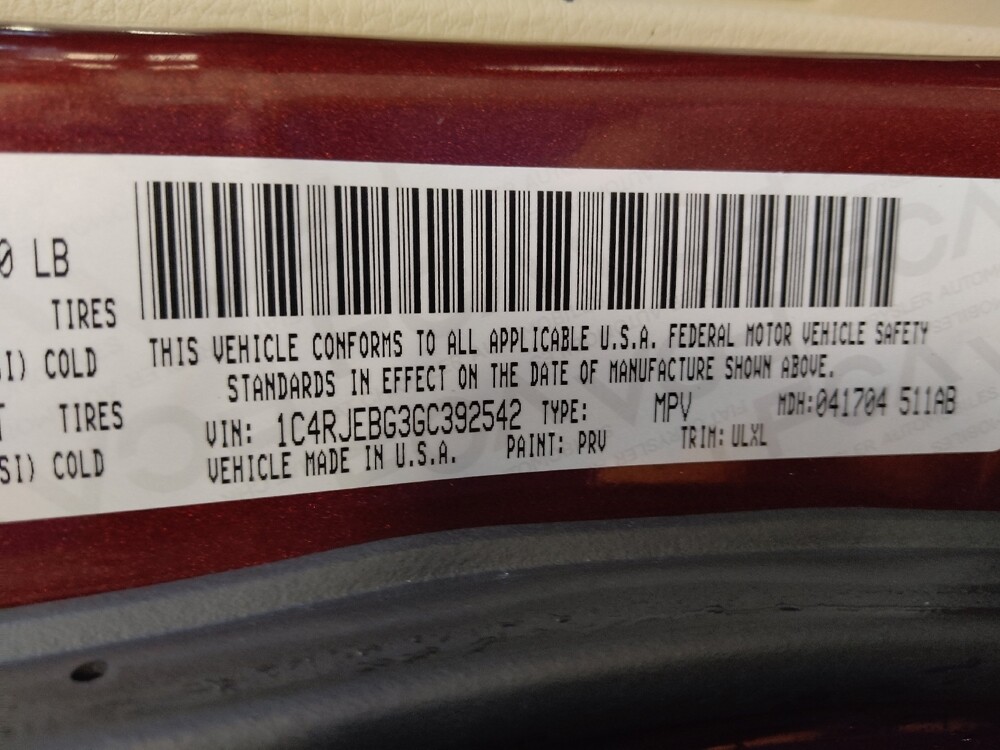 0 LB
TIRES
SI) COLD
TIRES
SI) COLD
THIS VEHICLE CONFORMS TO ALL APPLICABLE U.S.A. FEDERAL MOTOR VEHICLE SAFETY
STANDARDS IN EFFECT ON THE DATE OF MANUFACTURE SHOWN ABOVE.
VIN: 1C4RJEBG3GC392542 TYPE: MPV MDH:041704 511AB
VEHICLE MADE IN U.S.A. PAINT: PRV TRIM: ULXL